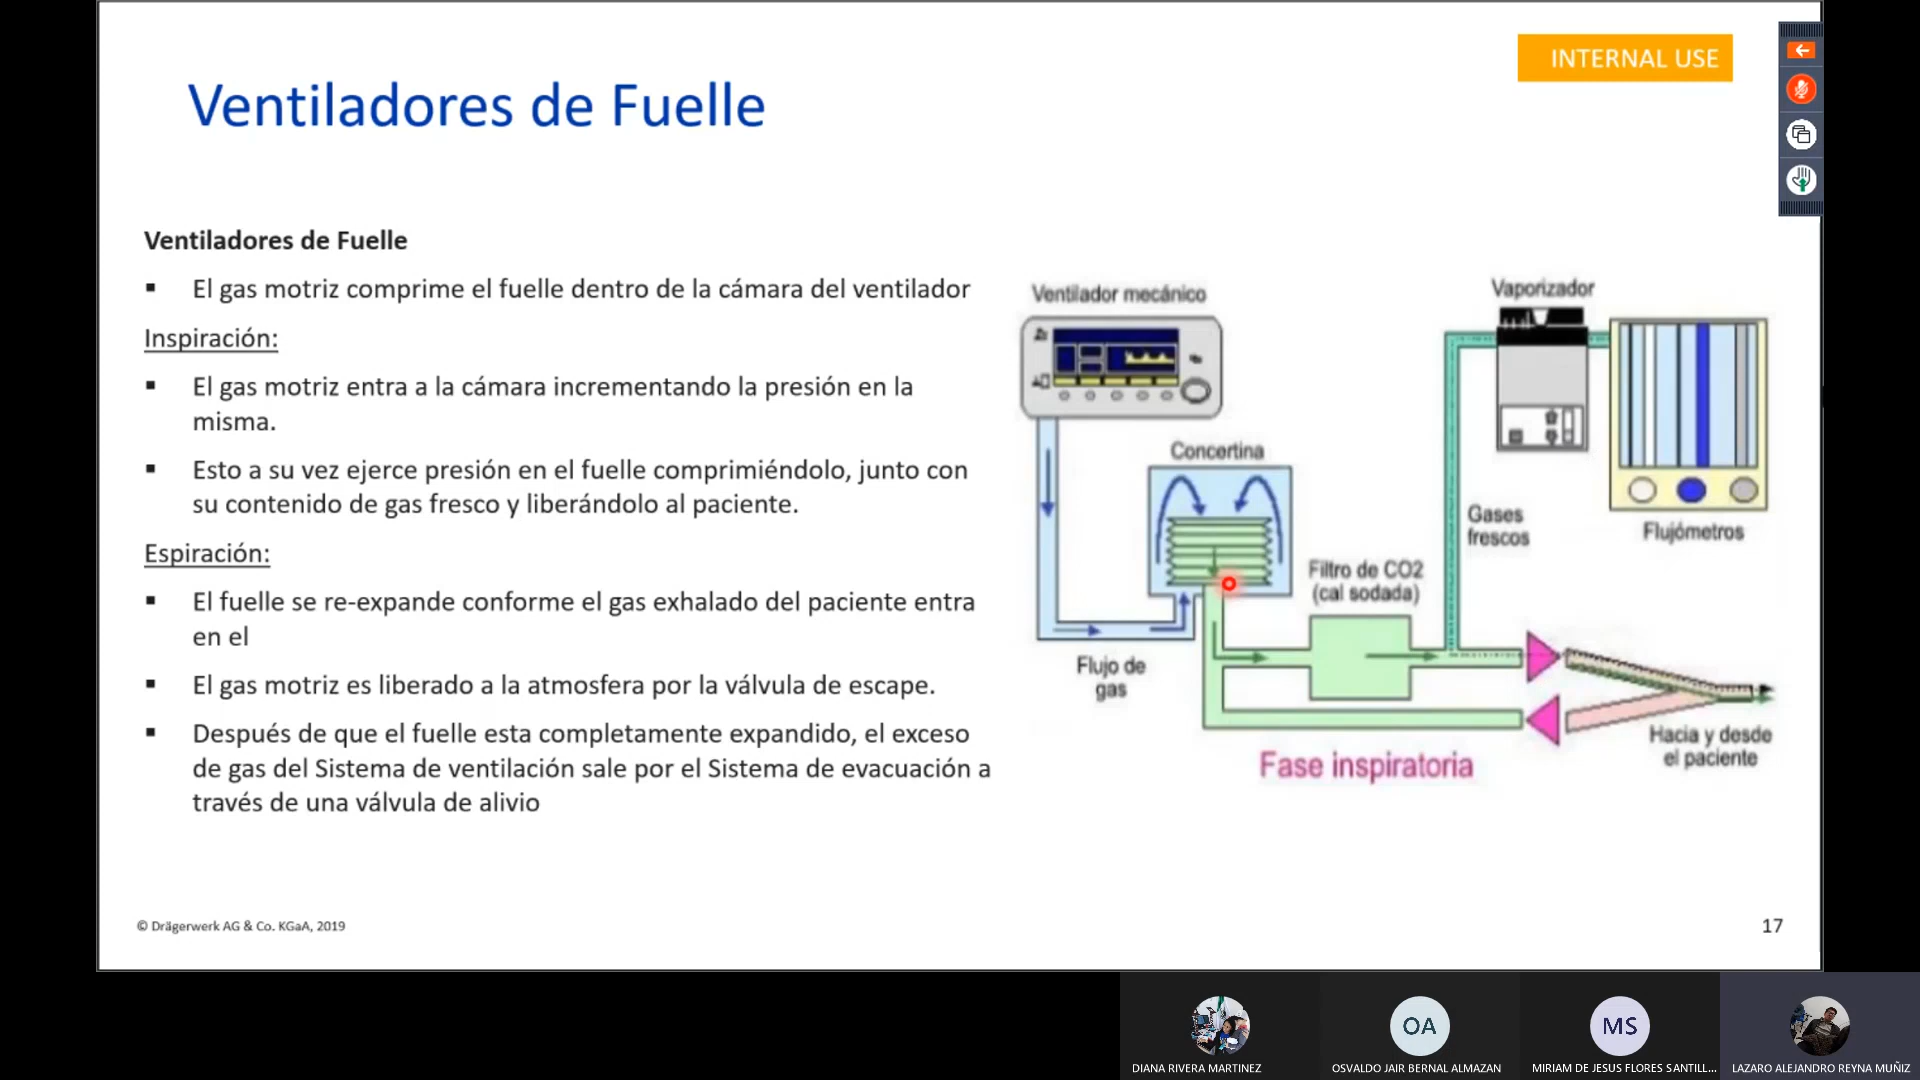 INTERNAL USE
Ventiladores de Fuelle
Ventiladores de Fuelle
▪ El gas motriz comprime el fuelle dentro de la cámara del ventilador
Inspiración:
▪ El gas motriz entra a la cámara incrementando la presión en la
misma.
▪ Esto a su vez ejerce presión en el fuelle comprimiéndolo, junto con
su contenido de gas fresco y liberándolo al paciente.
Espiración:
▪ El fuelle se re-expande conforme el gas exhalado del paciente entra
en el
▪ El gas motriz es liberado a la atmosfera por la válvula de escape.
▪ Después de que el fuelle esta completamente expandido, el exceso
de gas del Sistema de ventilación sale por el Sistema de evacuación a
través de una válvula de alivio
Ventilador mecánico
Vaporizador
Concertina
Gases
frescos
Flujómetros
Filtro de CO2
(cal sodada)
Flujo de
gas
Hacia y desde
el paciente
Fase inspiratoria
© Drägerwerk AG & Co. KGaA, 2019
17
OA
MS
DIANA RIVERA MARTINEZ
OSVALDO JAIR BERNAL ALMAZAN
MIRIAM DE JESUS FLORES SANTILL...
LAZARO ALEJANDRO REYNA MUÑIZ